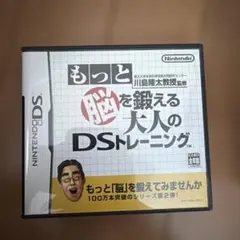 Nintendo
川島隆太教授監修
もっと
脳を鍛える
大人の
DSトレーニング
NINTENDO DS
もっと「脳」を鍛えてみませんか
100万本突破のシリーズ第2弾!